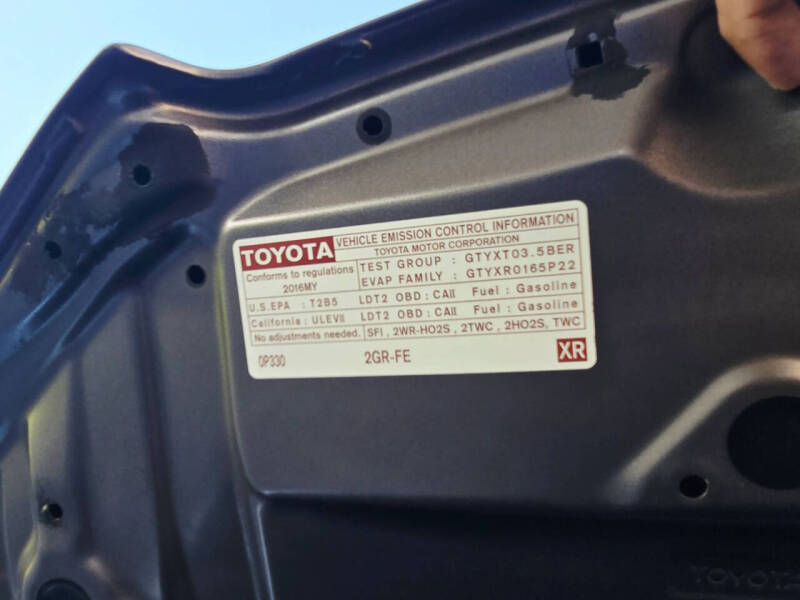 TOYOTA VEHICLE EMISSION CONTROL INFORMATION
TOYOTA MOTOR CORPORATION
Conforms to regulations
2016MY
TEST GROUP : GTYXT03.5BER
EVAP FAMILY : GTYXR0165P22
U.S.EPA : T2B5 LDT2 OBD : CAII Fuel : Gasoline
California : ULEVII LDT2 OBD : CAII Fuel : Gasoline
No adjustments needed. SFI , 2WR-HO2S , 2TWC , 2HO2S, TWC
0P330 2GR-FE XR
TOYOTA